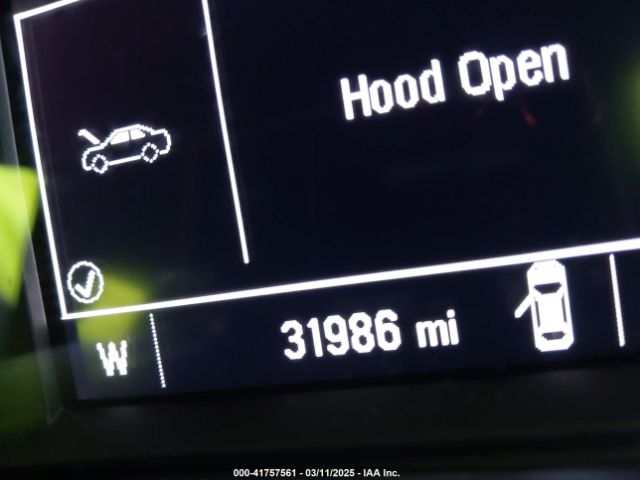 Hood Open
W
31986 mi
000-41757561 - 03/11/2025 - IAA Inc.